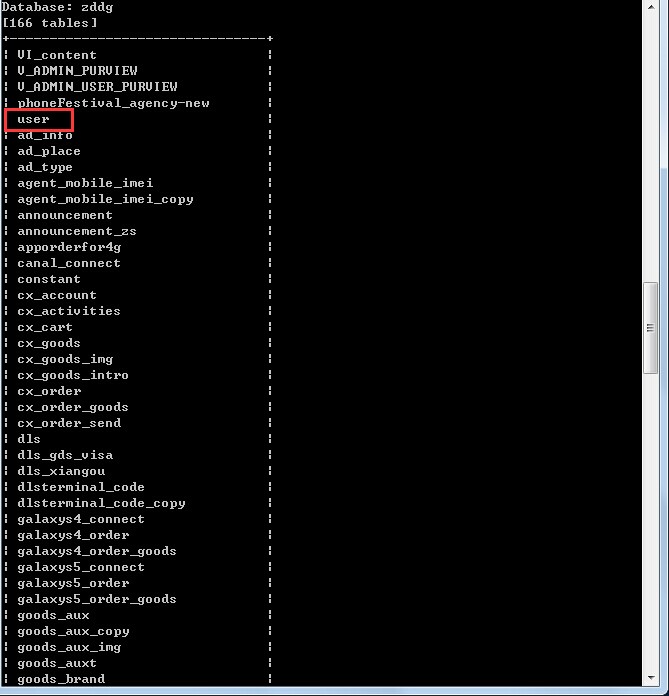 Database: zddg
[166 tables]
+--------------------------------+
¦ VI_content ¦
¦ V_ADMIN_PURVIEW ¦
¦ V_ADMIN_USER_PURVIEW ¦
¦ phoneFestival_agency-new ¦
¦ user ¦
¦ ad_info ¦
¦ ad_place ¦
¦ ad_type ¦
¦ agent_mobile_imei ¦
¦ agent_mobile_imei_copy ¦
¦ announcement ¦
¦ announcement_zs ¦
¦ apporderfor4g ¦
¦ canal_connect ¦
¦ constant ¦
¦ cx_account ¦
¦ cx_activities ¦
¦ cx_cart ¦
¦ cx_goods ¦
¦ cx_goods_img ¦
¦ cx_goods_intro ¦
¦ cx_order ¦
¦ cx_order_goods ¦
¦ cx_order_send ¦
¦ dls ¦
¦ dls_gds_visa ¦
¦ dls_xiangou ¦
¦ dlsterminal_code ¦
¦ dlsterminal_code_copy ¦
¦ galaxys4_connect ¦
¦ galaxys4_order ¦
¦ galaxys4_order_goods ¦
¦ galaxys5_connect ¦
¦ galaxys5_order ¦
¦ galaxys5_order_goods ¦
¦ goods_aux ¦
¦ goods_aux_copy ¦
¦ goods_aux_img ¦
¦ goods_auxt ¦
¦ goods_brand ¦